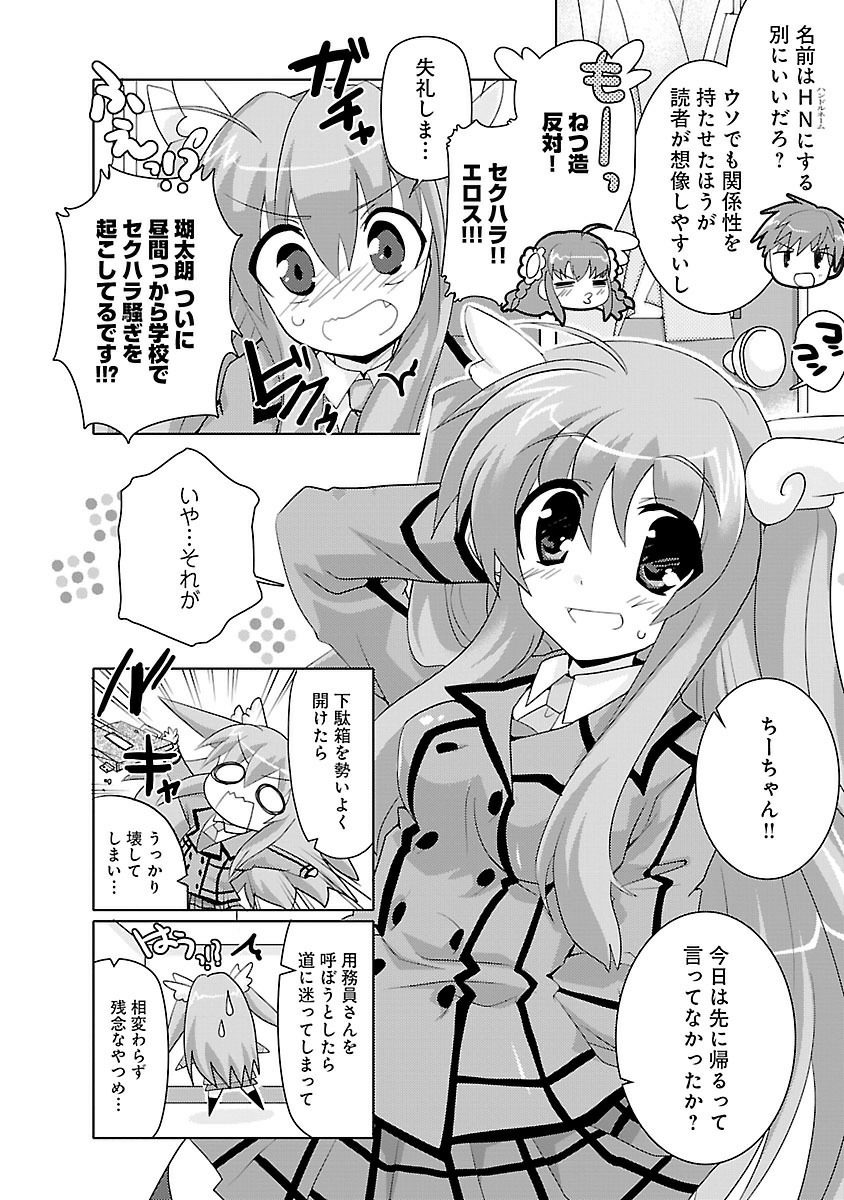 名前はＨＮにする
ハンドルネーム
別にいいだろ？
ウソでも関係性を
持たせたほうが
読者が想像しやすいし
もーっ
ねつ造
反対！
セクハラ!!
エロス!!!
コンコン
失礼しま…
ガチャ
ふぇっ!?
瑚太朗 ついに
昼間っから学校で
セクハラ騒ぎを
起こしてるです!!!?
ビクッ
ちーちゃん!!
今日は先に帰るって
言ってなかったか？
いや…それが
下駄箱を勢いよく
開けたら
バキャ
うっかり
壊して
しまい…
用務員さんを
呼ぼうとしたら
道に迷ってしまって
はうっ!?
相変わらず
残念なやつめ…